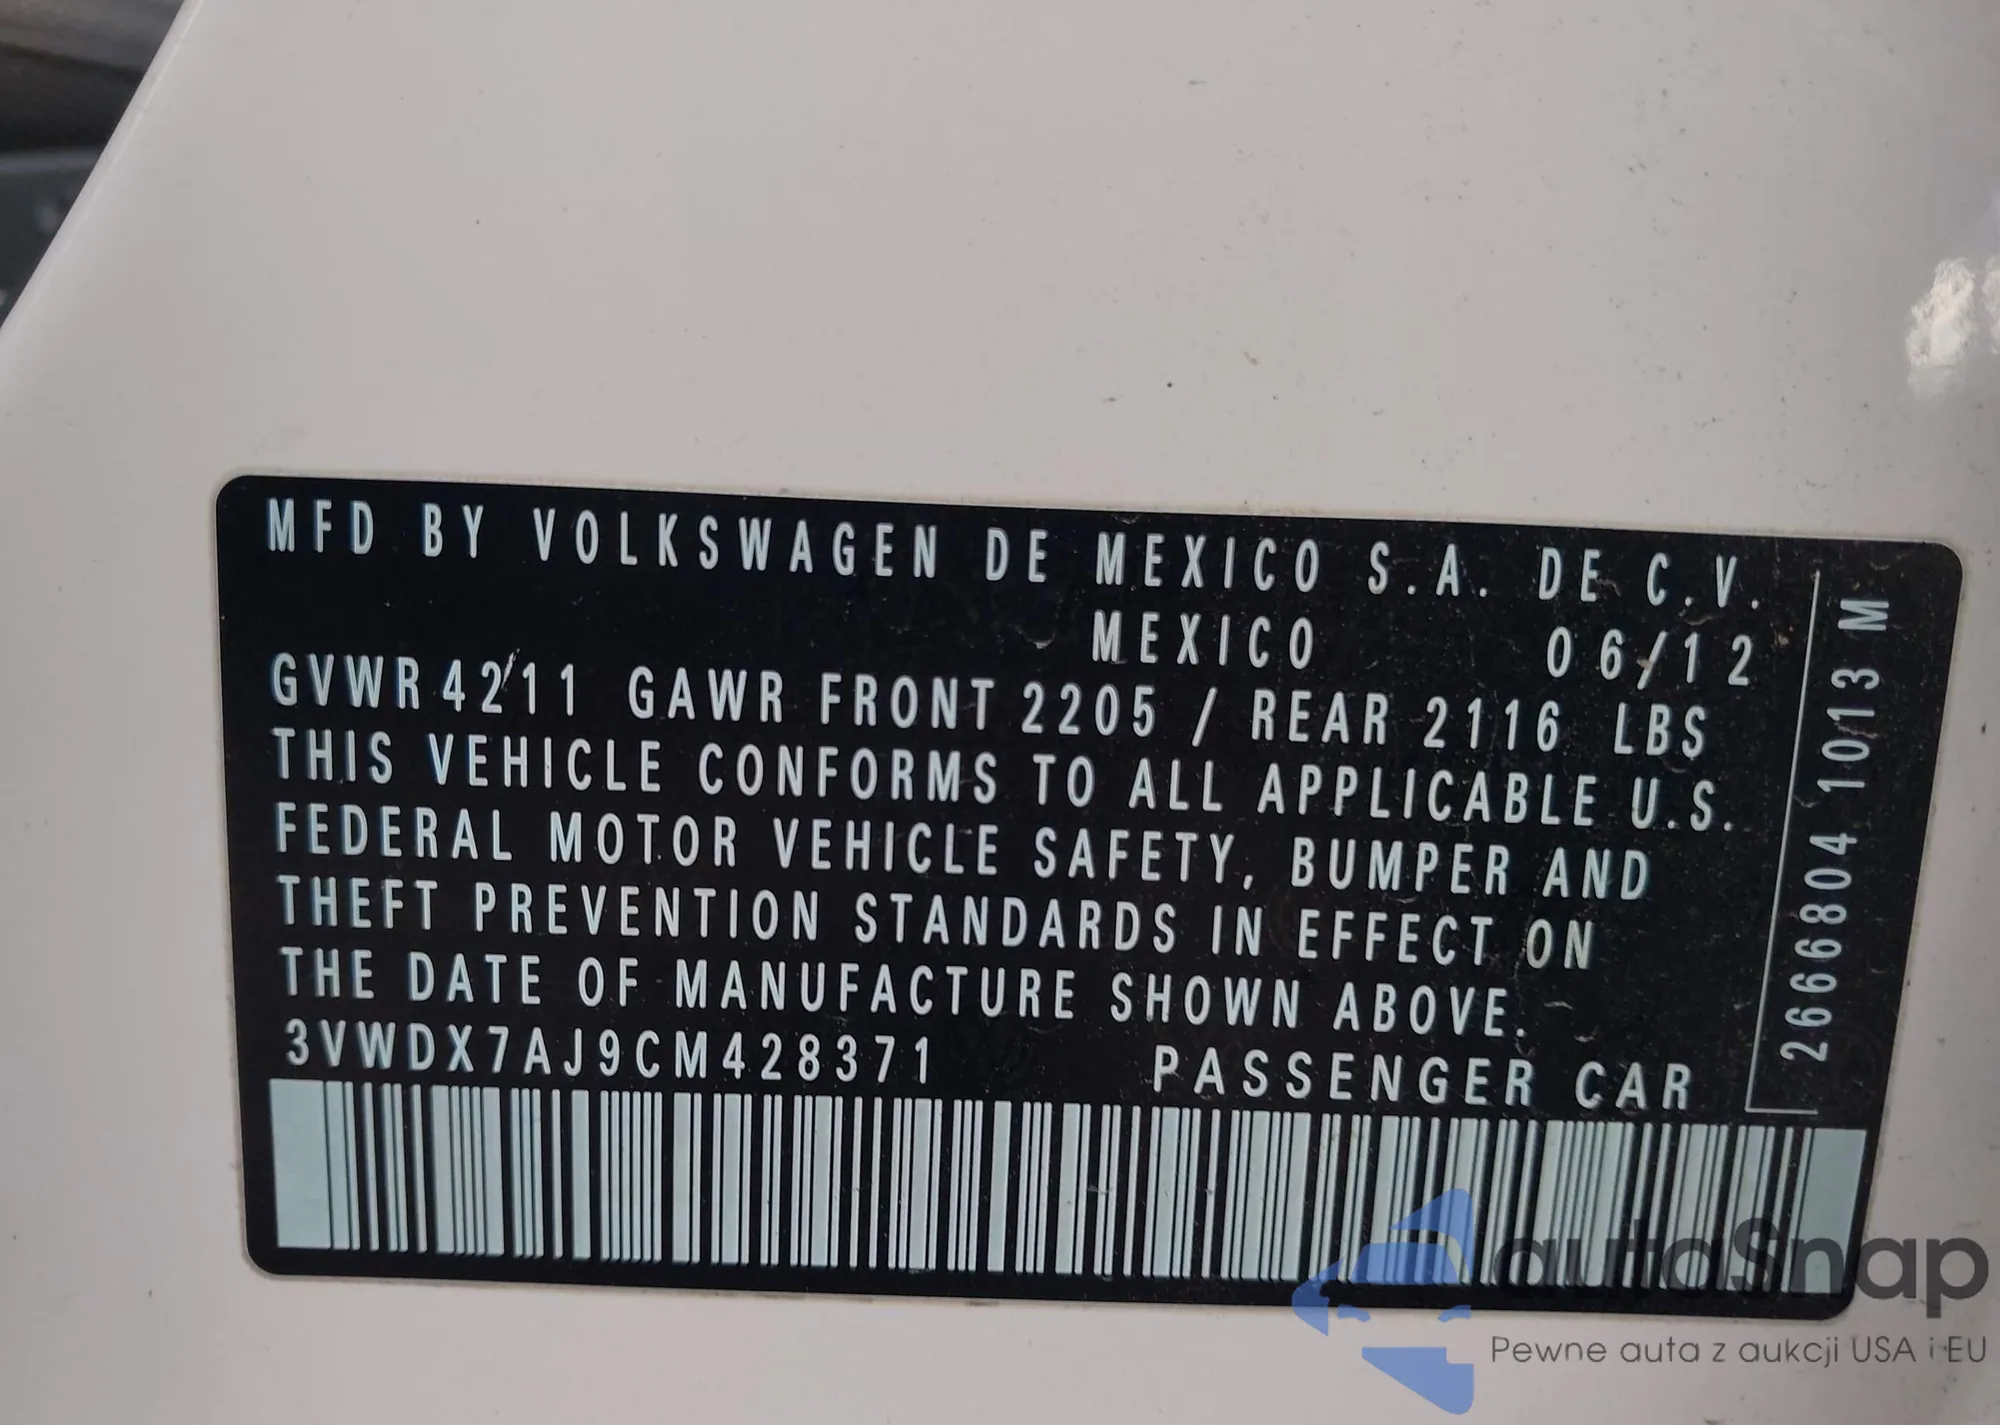 MFD BY VOLKSWAGEN DE MEXICO S.A. DE C.V.
MEXICO 06/12
GVWR 4211 GAWR FRONT 2205 / REAR 2116 LBS
THIS VEHICLE CONFORMS TO ALL APPLICABLE U.S.
FEDERAL MOTOR VEHICLE SAFETY, BUMPER AND
THEFT PREVENTION STANDARDS IN EFFECT ON
THE DATE OF MANUFACTURE SHOWN ABOVE.
3VWDX7AJ9CM428371 PASSENGER CAR
2666804 10/13 M
autoSnap
Pewne auta z aukcji USA i EU